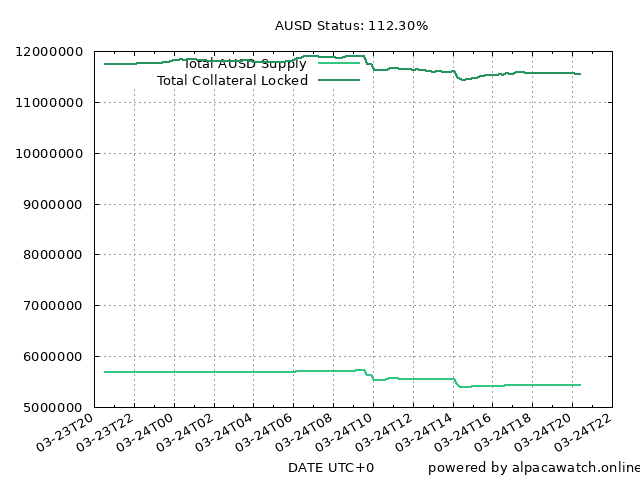 AUSD Status: 112.30%
12000000
Total AUSD Supply
Total Collateral Locked
11000000
10000000
9000000
8000000
7000000
6000000
5000000
03-23T20 03-23T22 03-24T00 03-24T02 03-24T04 03-24T06 03-24T08 03-24T10 03-24T12 03-24T14 03-24T16 03-24T18 03-24T20 03-24T22
DATE UTC+0 powered by alpacawatch.online